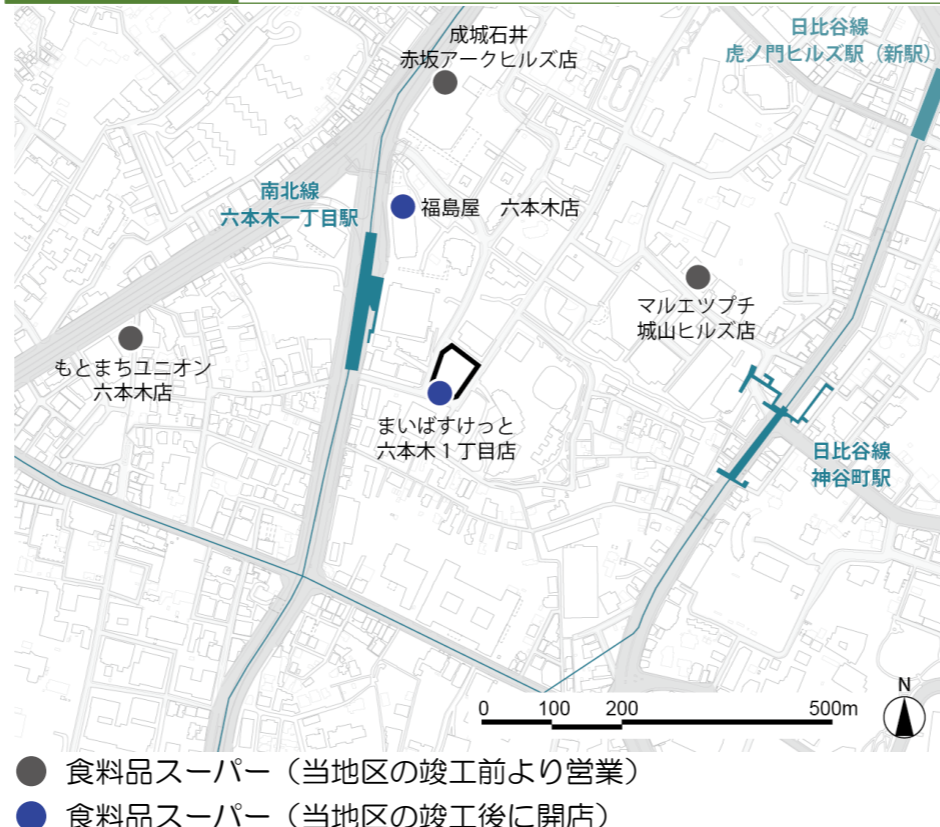 成城石井
赤坂アークヒルズ店
日比谷線
虎ノ門ヒルズ駅（新駅）
南北線
六本木一丁目駅
福島屋　六本木店
マルエツプチ
城山ヒルズ店
もとまちユニオン
六本木店
まいばすけっと
六本木１丁目店
日比谷線
神谷町駅
0 100 200 500m
N
食料品スーパー（当地区の竣工前より営業）
食料品スーパー（当地区の竣工後に開店）